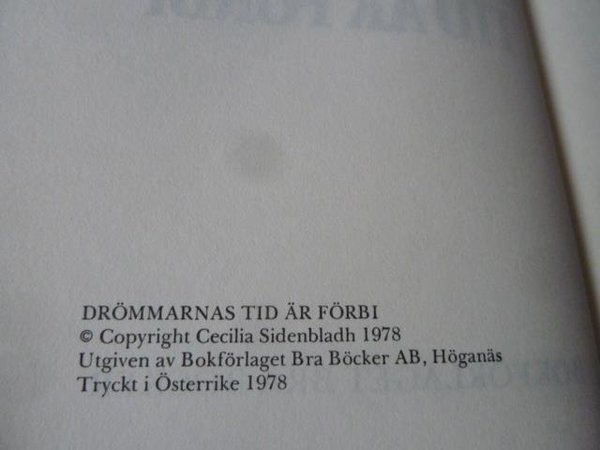 DRÖMMARNAS TID ÄR FÖRBI
© Copyright Cecilia Sidenbladh 1978
Utgiven av Bokförlaget Bra Böcker AB, Höganäs
Tryckt i Österrike 1978